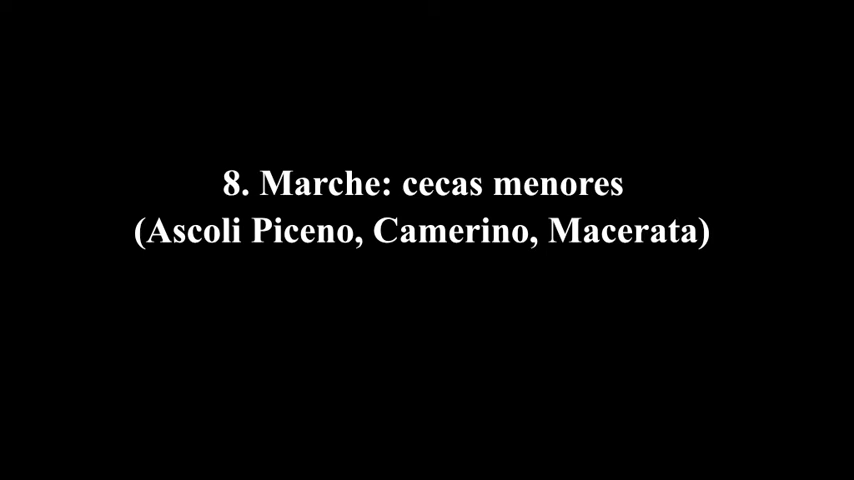 8. Marche: cecas menores
(Ascoli Piceno, Camerino, Macerata)